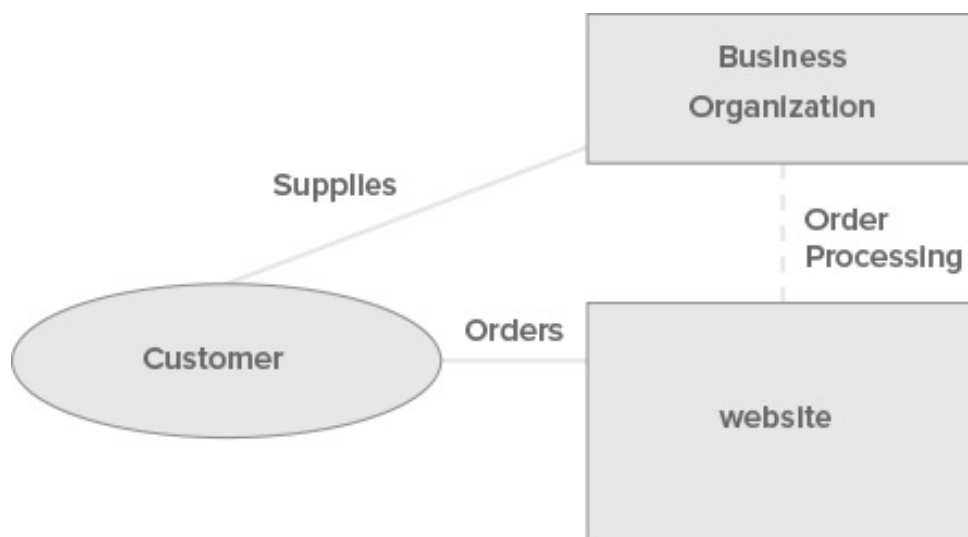 Business
Organization
Supplies
Order
Processing
Orders
Customer
website